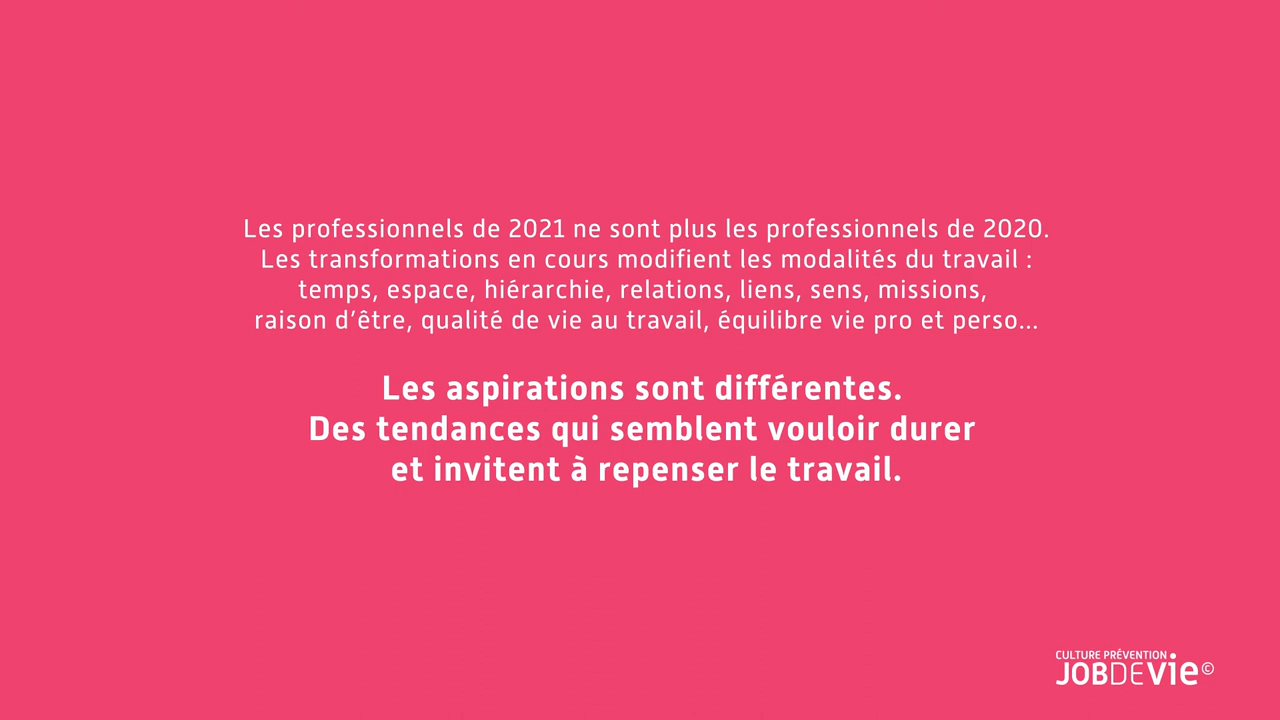 Les professionnels de 2021 ne sont plus les professionnels de 2020.
Les transformations en cours modifient les modalités du travail :
temps, espace, hiérarchie, relations, liens, sens, missions,
raison d’être, qualité de vie au travail, équilibre vie pro et perso...
Les aspirations sont différentes.
Des tendances qui semblent vouloir durer
et invitent à repenser le travail.
CULTURE PRÉVENTION
JOBDEVie©